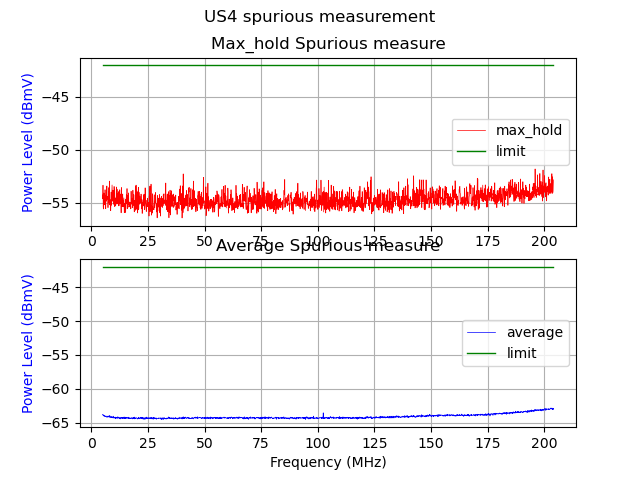 US4 spurious measurement
Max_hold Spurious measure
Power Level (dBmV)
−45
−50
−55
max_hold
limit
0 25 50 75 100 125 150 175 200
Average Spurious measure
Power Level (dBmV)
−45
−50
−55
−60
−65
average
limit
0 25 50 75 100 125 150 175 200
Frequency (MHz)